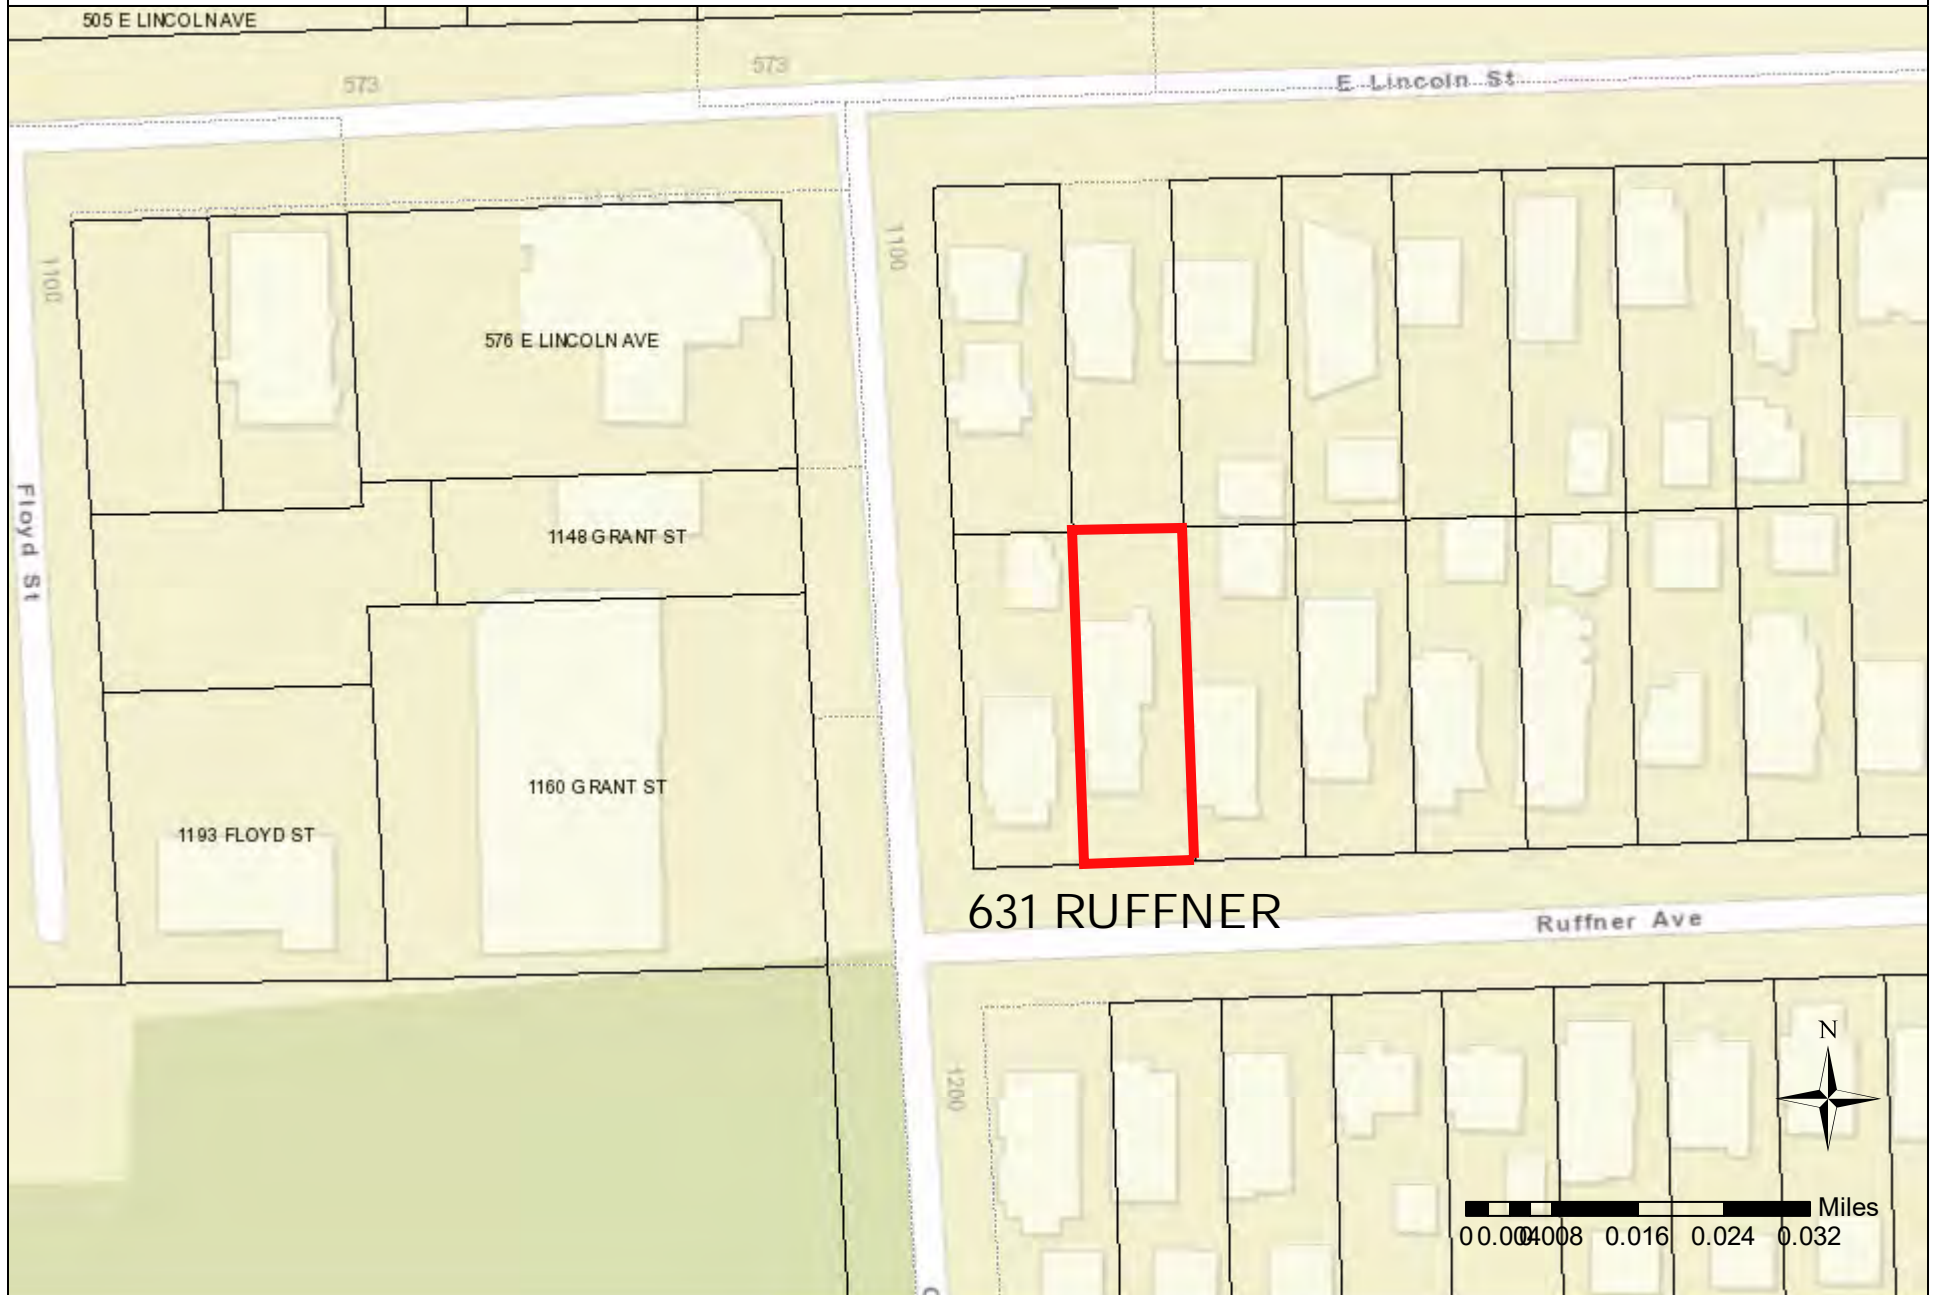 505 E LINCOLN AVE
573
573
E Lincoln St
1100
1100
576 E LINCOLN AVE
Floyd St
1148 GRANT ST
1160 GRANT ST
1193 FLOYD ST
631 RUFFNER
Ruffner Ave
1200
N
Miles
0 0.004 0.008 0.016 0.024 0.032